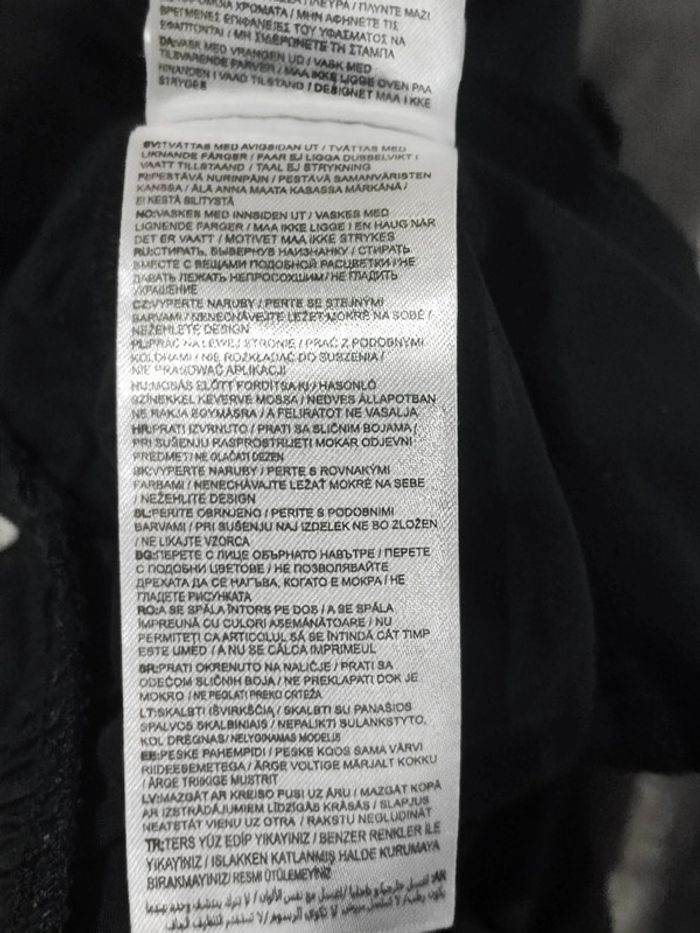 ΧΡΩΜΑΤΑ / ΜΗΝ ΑΦΗΝΕΤΕ ΤΙΣ
ΒΡΕΓΜΕΝΕΣ ΕΠΙΦΑΝΕΙΕΣ ΤΟΥ ΥΦΑΣΜΑΤΟΣ ΝΑ
ΕΦΑΠΤΟΝΤΑΙ / ΜΗ ΣΙΔΕΡΩΝΕΤΕ ΤΗ ΣΤΑΜΠΑ
DA:VASK MED VRANGEN UD / VASK MED
TILSVARENDE FARVER / MAA IKKE LIGGE OVEN PAA
HINANDEN I VAAD TILSTAND / DESIGNET MAA IKKE
STRYGES
SV:TVÄTTAS MED AVIGSIDAN UT / TVÄTTAS MED
LIKNANDE FÄRGER / FAAR EJ LIGGA DUBBELVIKT I
VAATT TILLSTAAND / TAAL EJ STRYKNING
FI:PESTÄVÄ NURINPÄIN / PESTÄVÄ SAMANVÄRISTEN
KANSSA / ÄLÄ ANNA MAATA KASASSA MÄRKÄNÄ /
EI KESTÄ SILITYSTÄ
NO:VASKES MED INNSIDEN UT / VASKES MED
LIGNENDE FARGER / MAA IKKE LIGGE I EN HAUG NÅR
DET ER VAATT / MOTIVET MAA IKKE STRYKES
RU:СТИРАТЬ, ВЫВЕРНУВ НАИЗНАНКУ / СТИРАТЬ
ВМЕСТЕ С ВЕЩАМИ ПОДОБНОЙ РАСЦВЕТКИ / НЕ
ДАВАТЬ ЛЕЖАТЬ НЕПРОСОХШИМ / НЕ ГЛАДИТЬ
УКРАШЕНИЕ
CZ:VYPERTE NARUBY / PERTE SE STEJNÝMI
BARVAMI / NENECHÁVEJTE LEŽET MOKRÉ NA SOBĚ /
NEŽEHLETE DESIGN
PL:PRAĆ NA LEWEJ STRONIE / PRAĆ Z PODOBNYMI
KOLORAMI / NIE ROZKŁADAĆ DO SUSZENIA /
NIE PRASOWAĆ APLIKACJI
HU:MOSÁS ELŐTT FORDÍTSA KI / HASONLÓ
SZÍNEKKEL KEVERVE MOSSA / NEDVES ÁLLAPOTBAN
NE RAKJA EGYMÁSRA / A FELIRATOT NE VASALJA
HR:PRATI IZVRNUTO / PRATI SA SLIČNIM BOJAMA /
PRI SUŠENJU RASPROSTRIJETI MOKAR ODJEVNI
PREDMET / NE GLAČATI DEZEN
SK:VYPERTE NARUBY / PERTE S ROVNAKÝMI
FARBAMI / NENECHÁVAJTE LEŽAŤ MOKRÉ NA SEBE
/ NEŽEHLITE DESIGN
SL:PERITE OBRNJENO / PERITE S PODOBNIMI
BARVAMI / PRI SUŠENJU NAJ IZDELEK NE BO ZLOŽEN
/ NE LIKAJTE VZORCA
BG:ПЕРЕТЕ С ЛИЦЕ ОБЪРНАТО НАВЪТРЕ / ПЕРЕТЕ
С ПОДОБНИ ЦВЕТОВЕ / НЕ ПОЗВОЛЯВАЙТЕ
ДРЕХАТА ДА СЕ НАГЪВА, КОГАТО Е МОКРА / НЕ
ГЛАДЕТЕ РИСУНКАТА
RO:A SE SPĂLA ÎNTORS PE DOS / A SE SPĂLA
ÎMPREUNĂ CU CULORI ASEMĂNĂTOARE / NU
PERMITEȚI CA ARTICOLUL SĂ SE ÎNTINDĂ CÂT TIMP
ESTE UMED / A NU SE CĂLCA IMPRIMEUL
SR:PRATI OKRENUTO NA NALIČJE / PRATI SA
ODEĆOM SLIČNIH BOJA / NE PREKLAPATI DOK JE
MOKRO / NE PEGLATI PREKO CRTEŽA
LT:SKALBTI IŠVIRKŠČIĄ / SKALBTI SU PANAŠIOS
SPALVOS SKALBINIAIS / NEPALIKTI SULANKSTYTO,
KOL DRĖGNAS / NELYGINAMAS MODELIS
EE:PESKE PAHEMPIDI / PESKE KOOS SAMA VÄRVI
RIIDEESEMETEGA / ÄRGE VOLTIGE MÄRJALT KOKKU
/ ÄRGE TRIIKIGE MUSTRIT
LV:MAZGĀT AR KREISO PUSI UZ ĀRU / MAZGĀT KOPĀ
AR IZSTRĀDĀJUMIEM LĪDZĪGĀS KRĀSĀS / SLAPJUS
NEATSTĀT VIENU UZ OTRA / RAKSTU NEGLUDINĀT
TR:TERS YÜZ EDİP YIKAYINIZ / BENZER RENKLER İLE
YIKAYINIZ / ISLAKKEN KATLANMIŞ HALDE KURUMAYA
BIRAKMAYINIZ / RESMİ ÜTÜLEMEYİNİZ